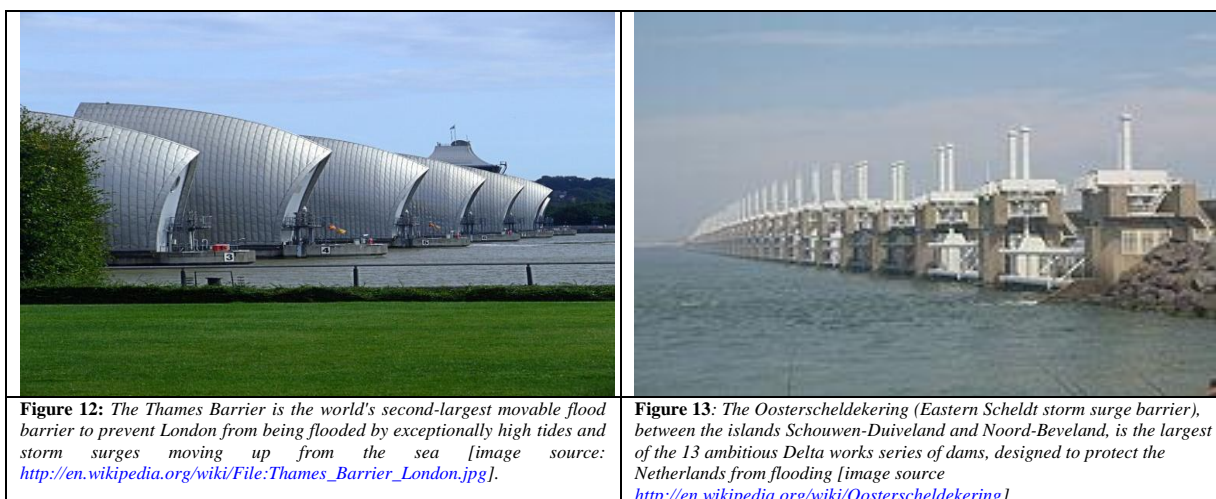 3
4
5
Figure 12: The Thames Barrier is the world's second-largest movable flood
barrier to prevent London from being flooded by exceptionally high tides and
storm surges moving up from the sea [image source:
http://en.wikipedia.org/wiki/File:Thames_Barrier_London.jpg].
Figure 13: The Oosterscheldekering (Eastern Scheldt storm surge barrier),
between the islands Schouwen-Duiveland and Noord-Beveland, is the largest
of the 13 ambitious Delta works series of dams, designed to protect the
Netherlands from flooding [image source
http://en.wikipedia.org/wiki/Oosterscheldekering]